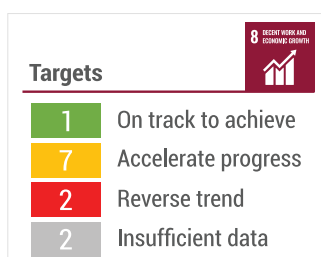 8 DECENT WORK AND
ECONOMIC GROWTH
Targets
1 On track to achieve
7 Accelerate progress
2 Reverse trend
2 Insufficient data